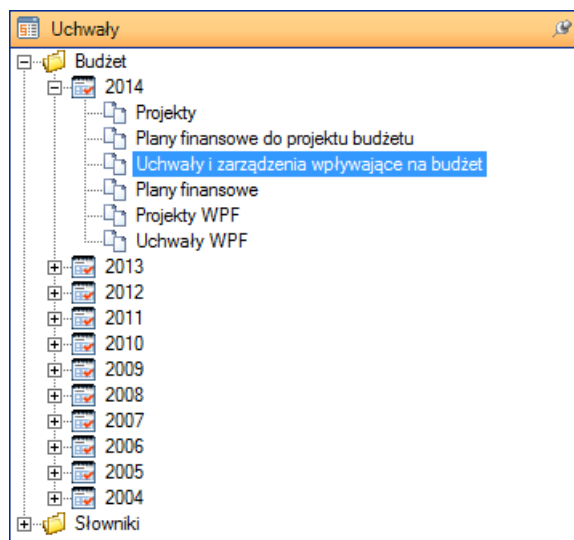 Uchwały
Budżet
2014
Projekty
Plany finansowe do projektu budżetu
Uchwały i zarządzenia wpływające na budżet
Plany finansowe
Projekty WPF
Uchwały WPF
2013
2012
2011
2010
2009
2008
2007
2006
2005
2004
Słowniki